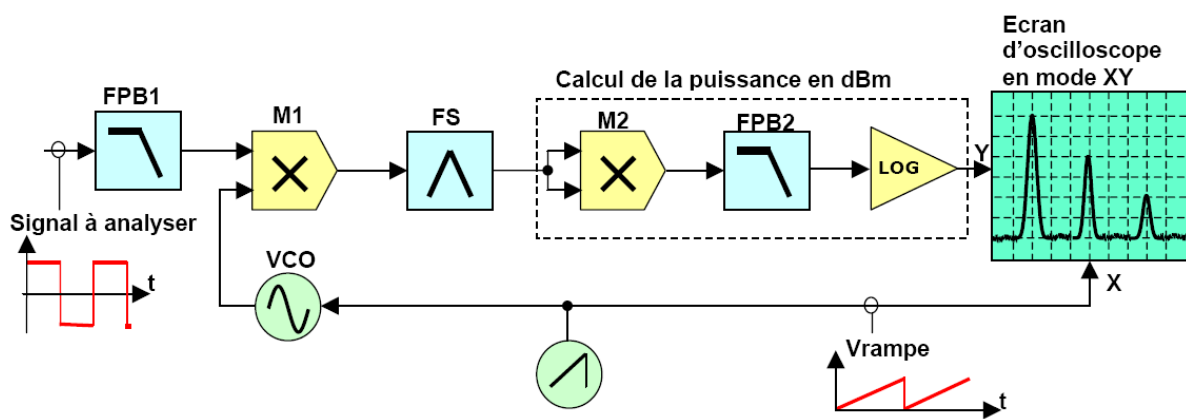 Ecran
d'oscilloscope
en mode XY
Calcul de la puissance en dBm
FPB1
M1
FS
M2
FPB2
LOG
Y
Signal à analyser
t
VCO
X
Vrampe
t